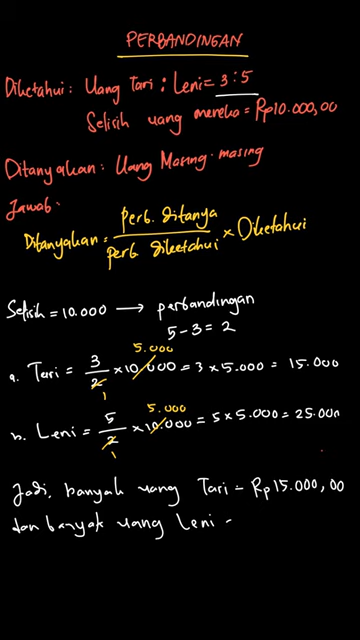 PERBANDINGAN
Diketahui: Uang Tari : Leni = 3 : 5
Selisih uang mereka = Rp10.000,00
Ditanyakan: Uang Masing-masing
Jawab:
Ditanyakan = perb. ditanya / perb. diketahui × Diketahui
Selisih = 10.000 → perbandingan
5 - 3 = 2
5.000
a. Tari = 3/2 × 10.000 = 3 × 5.000 = 15.000
1
5.000
b. Leni = 5/2 × 10.000 = 5 × 5.000 = 25.000
1
Jadi, banyak uang Tari = Rp15.000,00
dan banyak uang Leni -